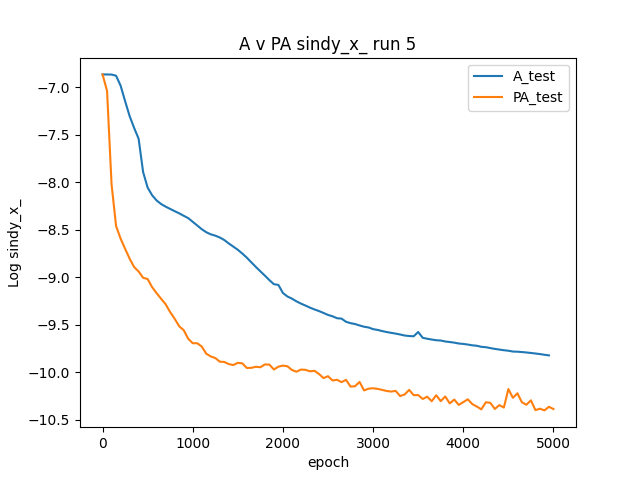 A v PA sindy_x_ run 5
A_test
PA_test
−7.0
−7.5
−8.0
−8.5
−9.0
−9.5
−10.0
−10.5
Log sindy_x_
0
1000
2000
3000
4000
5000
epoch